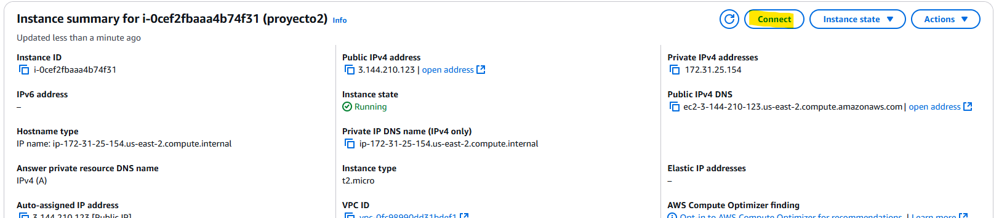 Instance summary for i-0cef2fbaaa4b74f31 (proyecto2) Info
Connect
Instance state
Actions
Updated less than a minute ago
Instance ID
i-0cef2fbaaa4b74f31
Public IPv4 address
3.144.210.123 | open address
Private IPv4 addresses
172.31.25.154
IPv6 address
–
Instance state
Running
Public IPv4 DNS
ec2-3-144-210-123.us-east-2.compute.amazonaws.com | open address
Hostname type
IP name: ip-172-31-25-154.us-east-2.compute.internal
Private IP DNS name (IPv4 only)
ip-172-31-25-154.us-east-2.compute.internal
Answer private resource DNS name
IPv4 (A)
Instance type
t2.micro
Elastic IP addresses
–
Auto-assigned IP address
3.144.210.123 [Public IP]
VPC ID
vpc-0fc98990dd31bdef1
AWS Compute Optimizer finding
Opt-in to AWS Compute Optimizer for recommendations. | Learn more